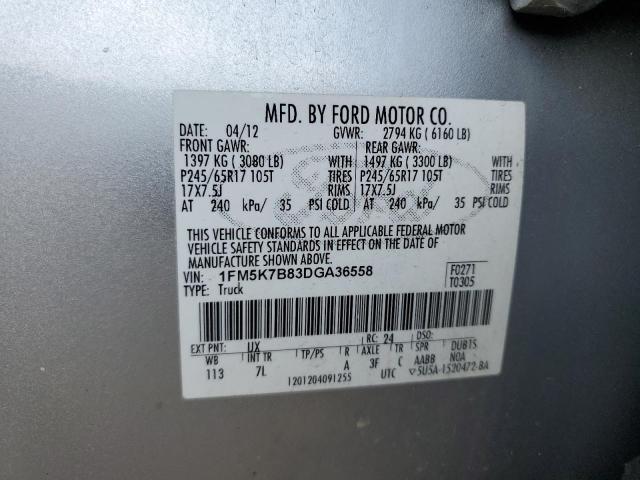 MFD. BY FORD MOTOR CO.
DATE: 04/12 GVWR: 2794 KG ( 6160 LB)
FRONT GAWR: REAR GAWR:
1397 KG ( 3080 LB) WITH 1497 KG ( 3300 LB) WITH
P245/65R17 105T TIRES P245/65R17 105T TIRES
17X7.5J RIMS 17X7.5J RIMS
AT 240 kPa/ 35 PSI COLD AT 240 kPa/ 35 PSI COLD
THIS VEHICLE CONFORMS TO ALL APPLICABLE FEDERAL MOTOR
VEHICLE SAFETY STANDARDS IN EFFECT ON THE DATE OF
MANUFACTURE SHOWN ABOVE.
VIN: 1FM5K7B83DGA36558 F0271
TYPE: Truck T0305
EXT PNT: UX RC: 24 DSO:
WB INT TR TP/PS R AXLE TR SPR DUBTS
113 7L A 3F C AABB NOA
1201204091255 UTC ▽5U5A-1520472-BA
Ford